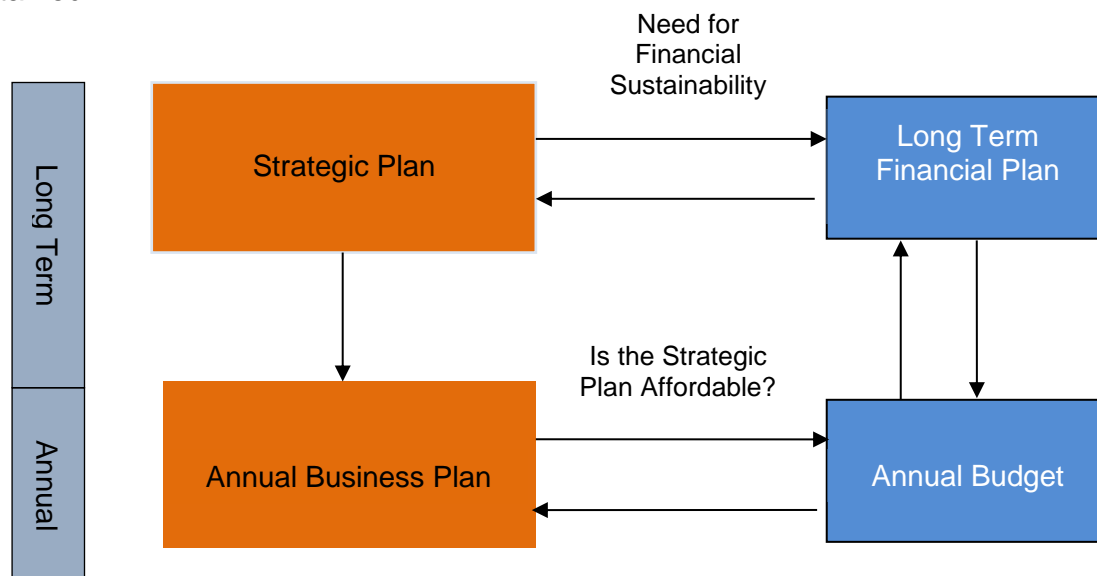 Need for
Financial
Sustainability
Long Term
Strategic Plan
Long Term
Financial Plan
Is the Strategic
Plan Affordable?
Annual
Annual Business Plan
Annual Budget